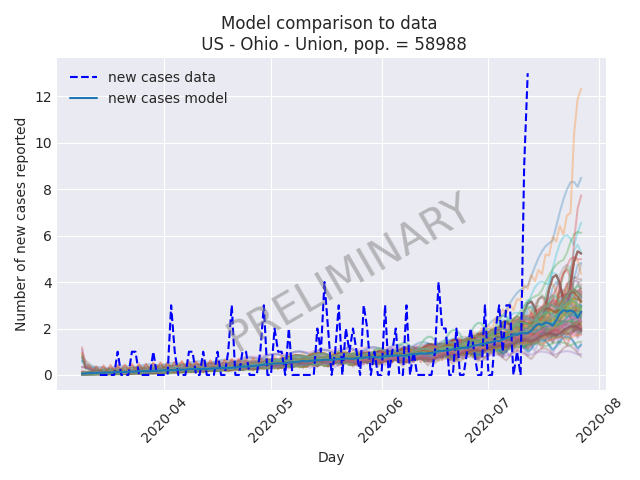 Model comparison to data
US - Ohio - Union, pop. = 58988
new cases data
new cases model
Number of new cases reported
12
10
8
6
4
2
0
PRELIMINARY
2020-04
2020-05
2020-06
2020-07
2020-08
Day